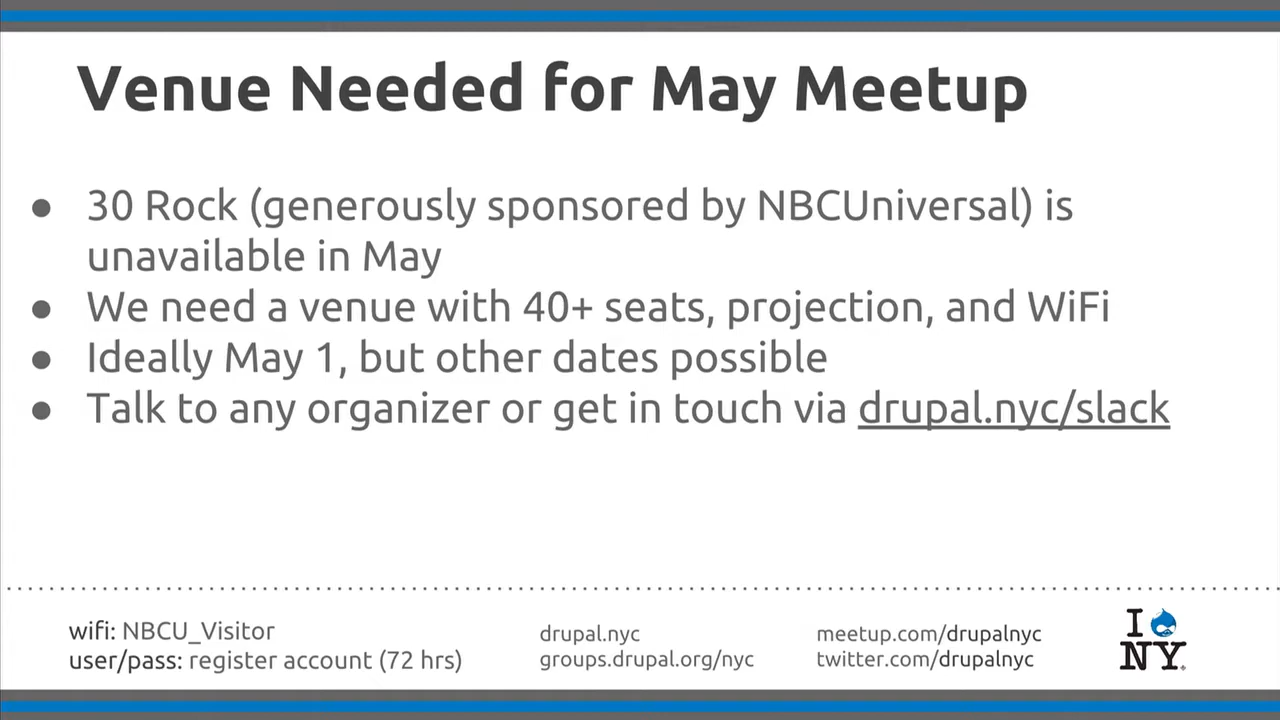 Venue Needed for May Meetup
● 30 Rock (generously sponsored by NBCUniversal) is
unavailable in May
● We need a venue with 40+ seats, projection, and WiFi
● Ideally May 1, but other dates possible
● Talk to any organizer or get in touch via drupal.nyc/slack
wifi: NBCU_Visitor
user/pass: register account (72 hrs)
drupal.nyc
groups.drupal.org/nyc
meetup.com/drupalnyc
twitter.com/drupalnyc
I
NY